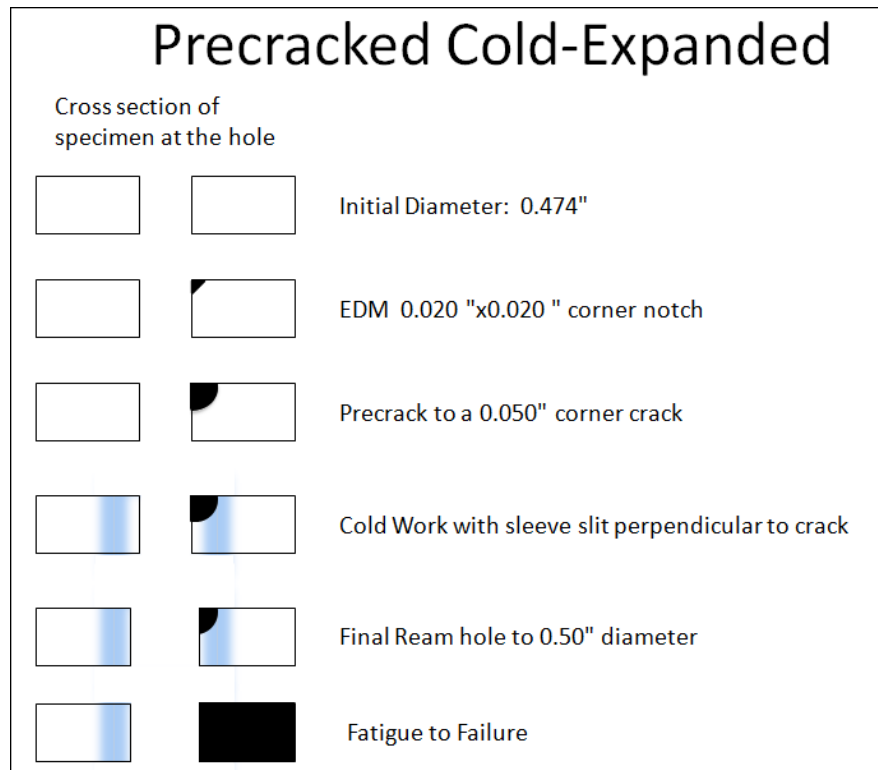 Precracked Cold-Expanded
Cross section of
specimen at the hole
Initial Diameter:  0.474"
EDM  0.020 "x0.020 " corner notch
Precrack to a 0.050" corner crack
Cold Work with sleeve slit perpendicular to crack
Final Ream hole to 0.50" diameter
Fatigue to Failure